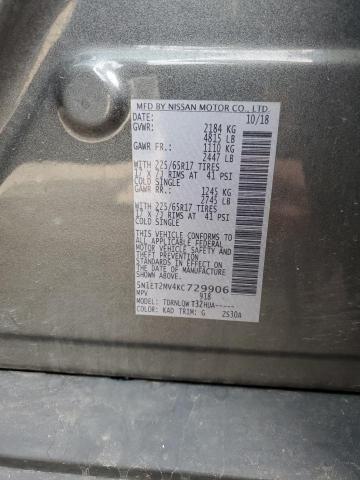 MFD BY NISSAN MOTOR CO., LTD.
DATE: 10/18
GVWR: 2184 KG
4815 LB
GAWR FR.: 1110 KG
2447 LB
WITH 225/65R17 TIRES
17 X 7J RIMS AT 41 PSI
COLD SINGLE
GAWR RR.: 1245 KG
2745 LB
WITH 225/65R17 TIRES
17 X 7J RIMS AT 41 PSI
COLD SINGLE
THIS VEHICLE CONFORMS TO
ALL APPLICABLE FEDERAL
MOTOR VEHICLE SAFETY
STANDARDS IN EFFECT ON THE
DATE OF MANUFACTURE
SHOWN ABOVE.
5N1ET2MV4KC729906
MPV 918
MODEL: TDRNLQW T32HUA-----
COLOR: KAD TRIM: G 2S30A